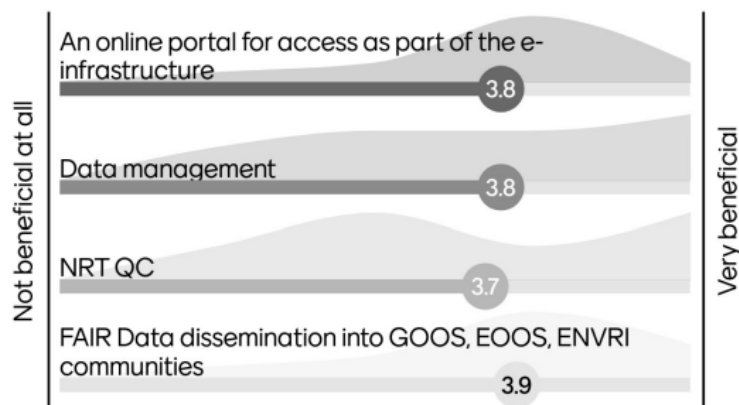 Not beneficial at all
An online portal for access as part of the e-
infrastructure
3.8
Data management
3.8
NRT QC
3.7
FAIR Data dissemination into GOOS, EOOS, ENVRI
communities
3.9
Very beneficial